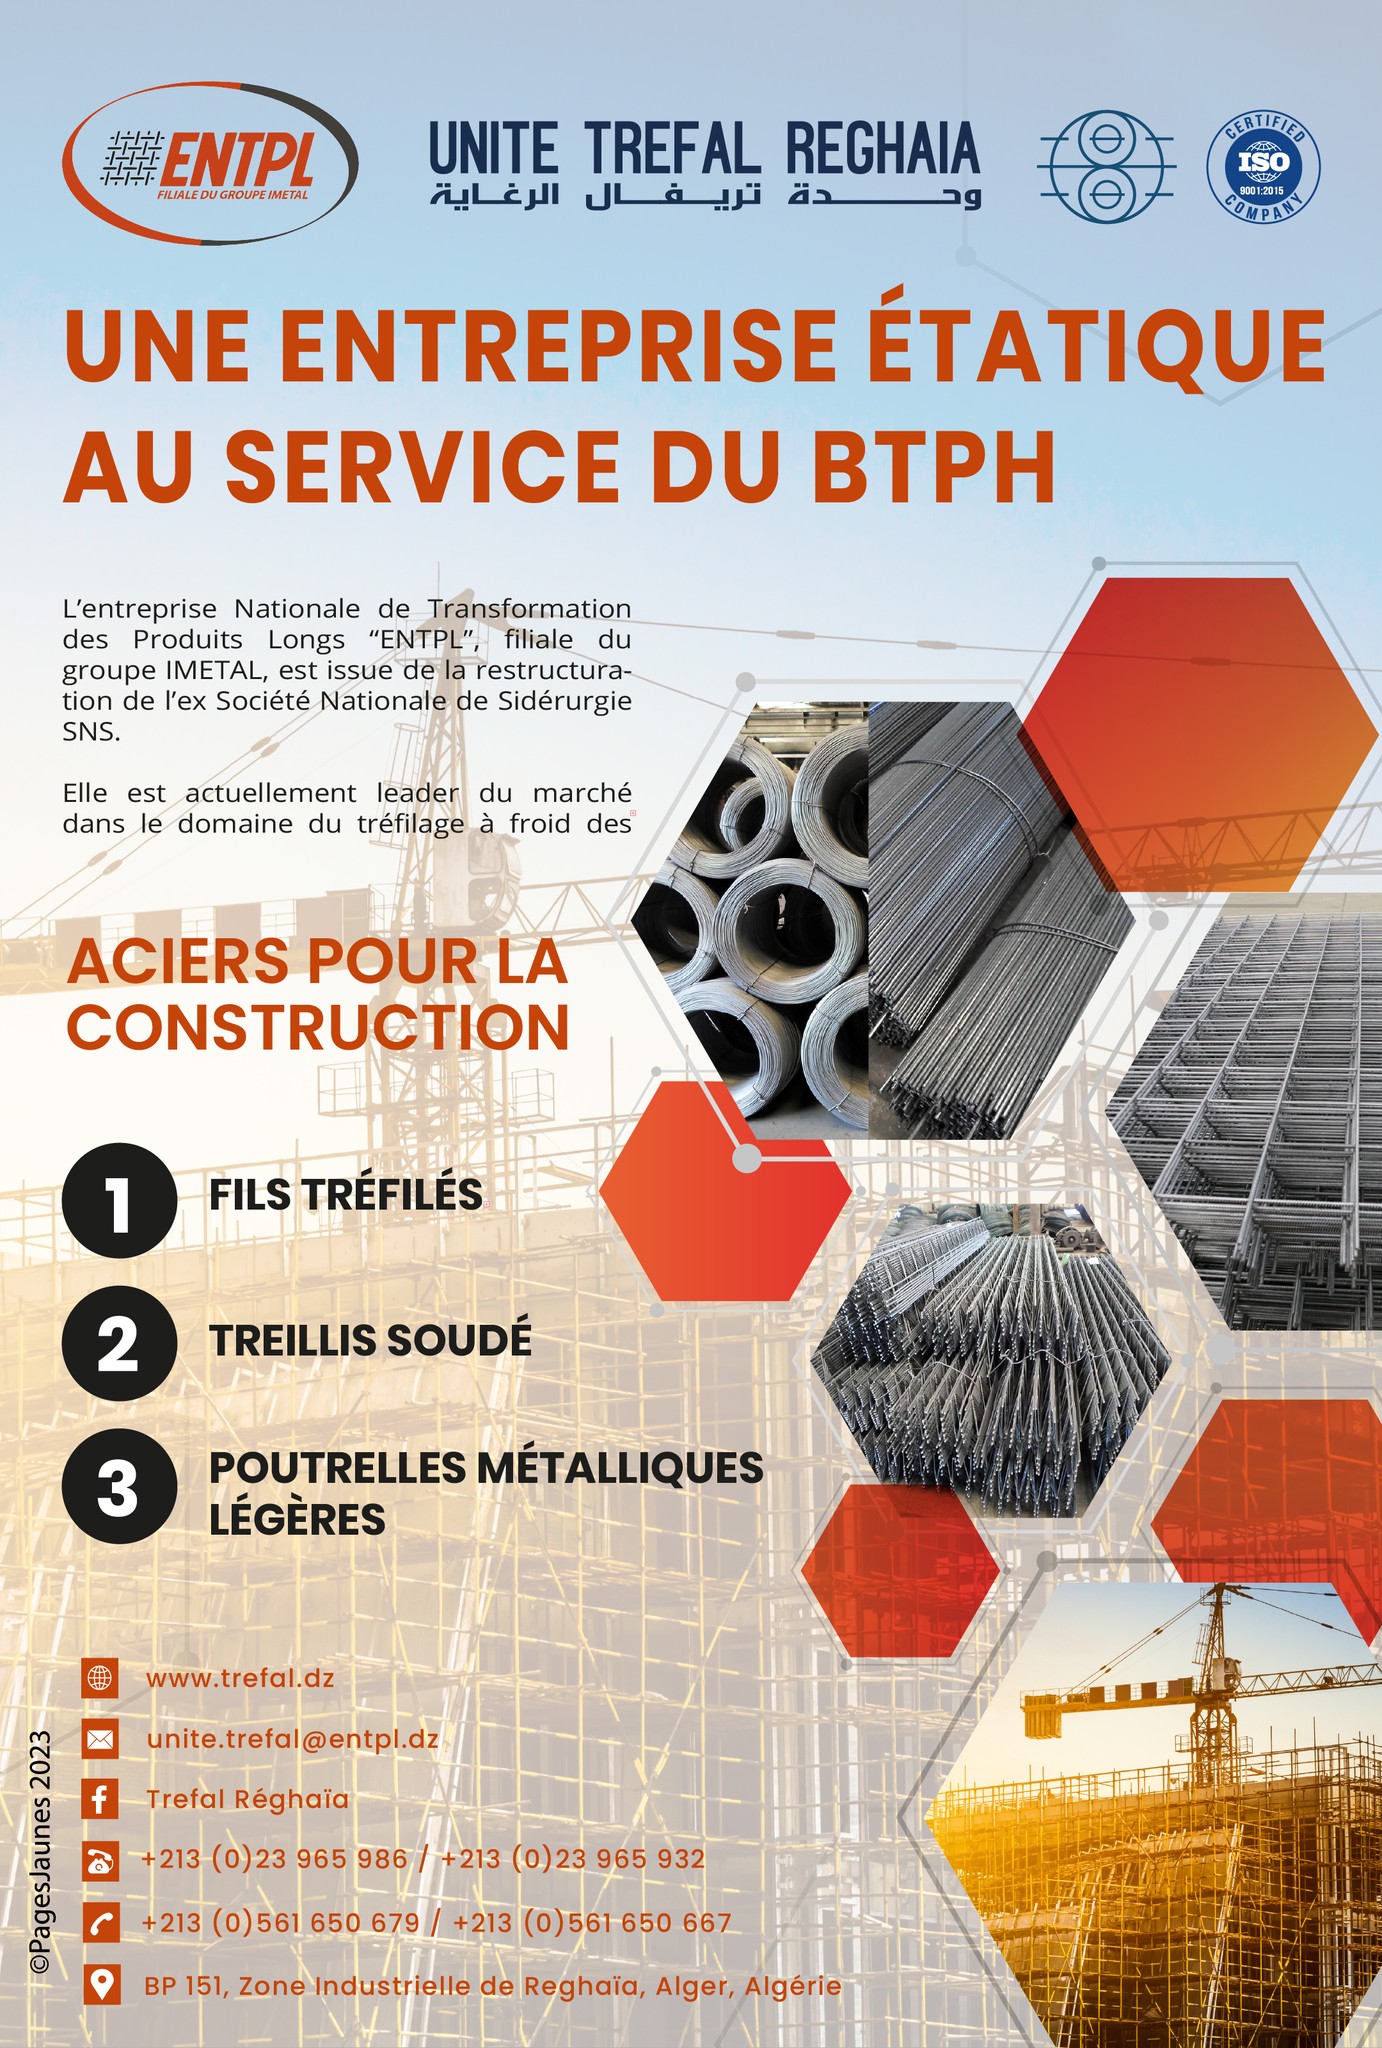 ENTPL
FILIALE DU GROUPE IMETAL
UNITE TREFAL REGHAIA
وحـــدة تريـفــال الرغـايـة
CERTIFIED
ISO
9001:2015
COMPANY
UNE ENTREPRISE ÉTATIQUE
AU SERVICE DU BTPH
L’entreprise Nationale de Transformation
des Produits Longs “ENTPL”, filiale du
groupe IMETAL, est issue de la restructura-
tion de l’ex Société Nationale de Sidérurgie
SNS.
Elle est actuellement leader du marché
dans le domaine du tréfilage à froid des
ACIERS POUR LA
CONSTRUCTION
1 FILS TRÉFILÉS
2 TREILLIS SOUDÉ
3 POUTRELLES MÉTALLIQUES
LÉGÈRES
www.trefal.dz
unite.trefal@entpl.dz
Trefal Réghaïa
+213 (0)23 965 986 / +213 (0)23 965 932
+213 (0)561 650 679 / +213 (0)561 650 667
BP 151, Zone Industrielle de Reghaïa, Alger, Algérie
©PagesJaunes 2023